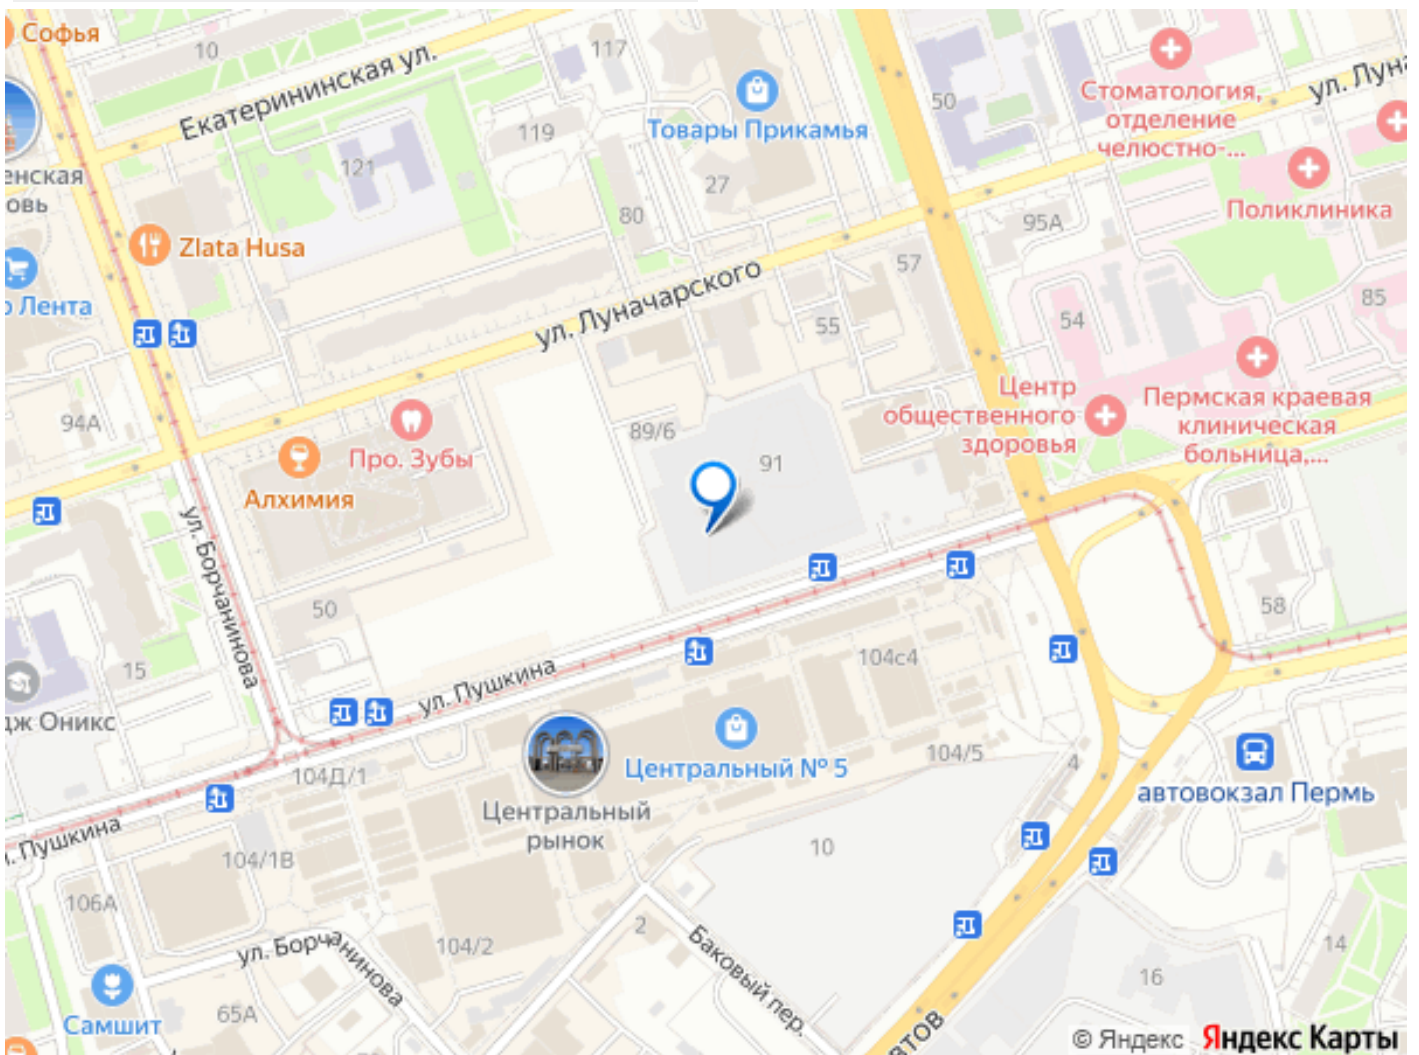 Софья
10
Екатерининская ул.
117
119
121
Товары Прикамья
27
80
50
Стоматология,
отделение
челюстно-...
ул. Луна
Поликлиника
95А
енская
овь
Zlata Husa
о Лента
ул. Луначарского
57
55
54
85
94А
Центр
общественного
здоровья
Пермская краевая
клиническая
больница,...
89/6
91
Про. Зубы
Алхимия
ул. Борчанинова
50
58
15
дж Оникс
ул. Пушкина
104с4
104Д/1
Центральный № 5
104/5
4
автовокзал Пермь
Центральный
рынок
. Пушкина
104/1В
10
106А
ул. Борчанинова
104/2
2
Баковый пер.
14
16
65А
Самшит
втов
© Яндекс Яндекс Карты